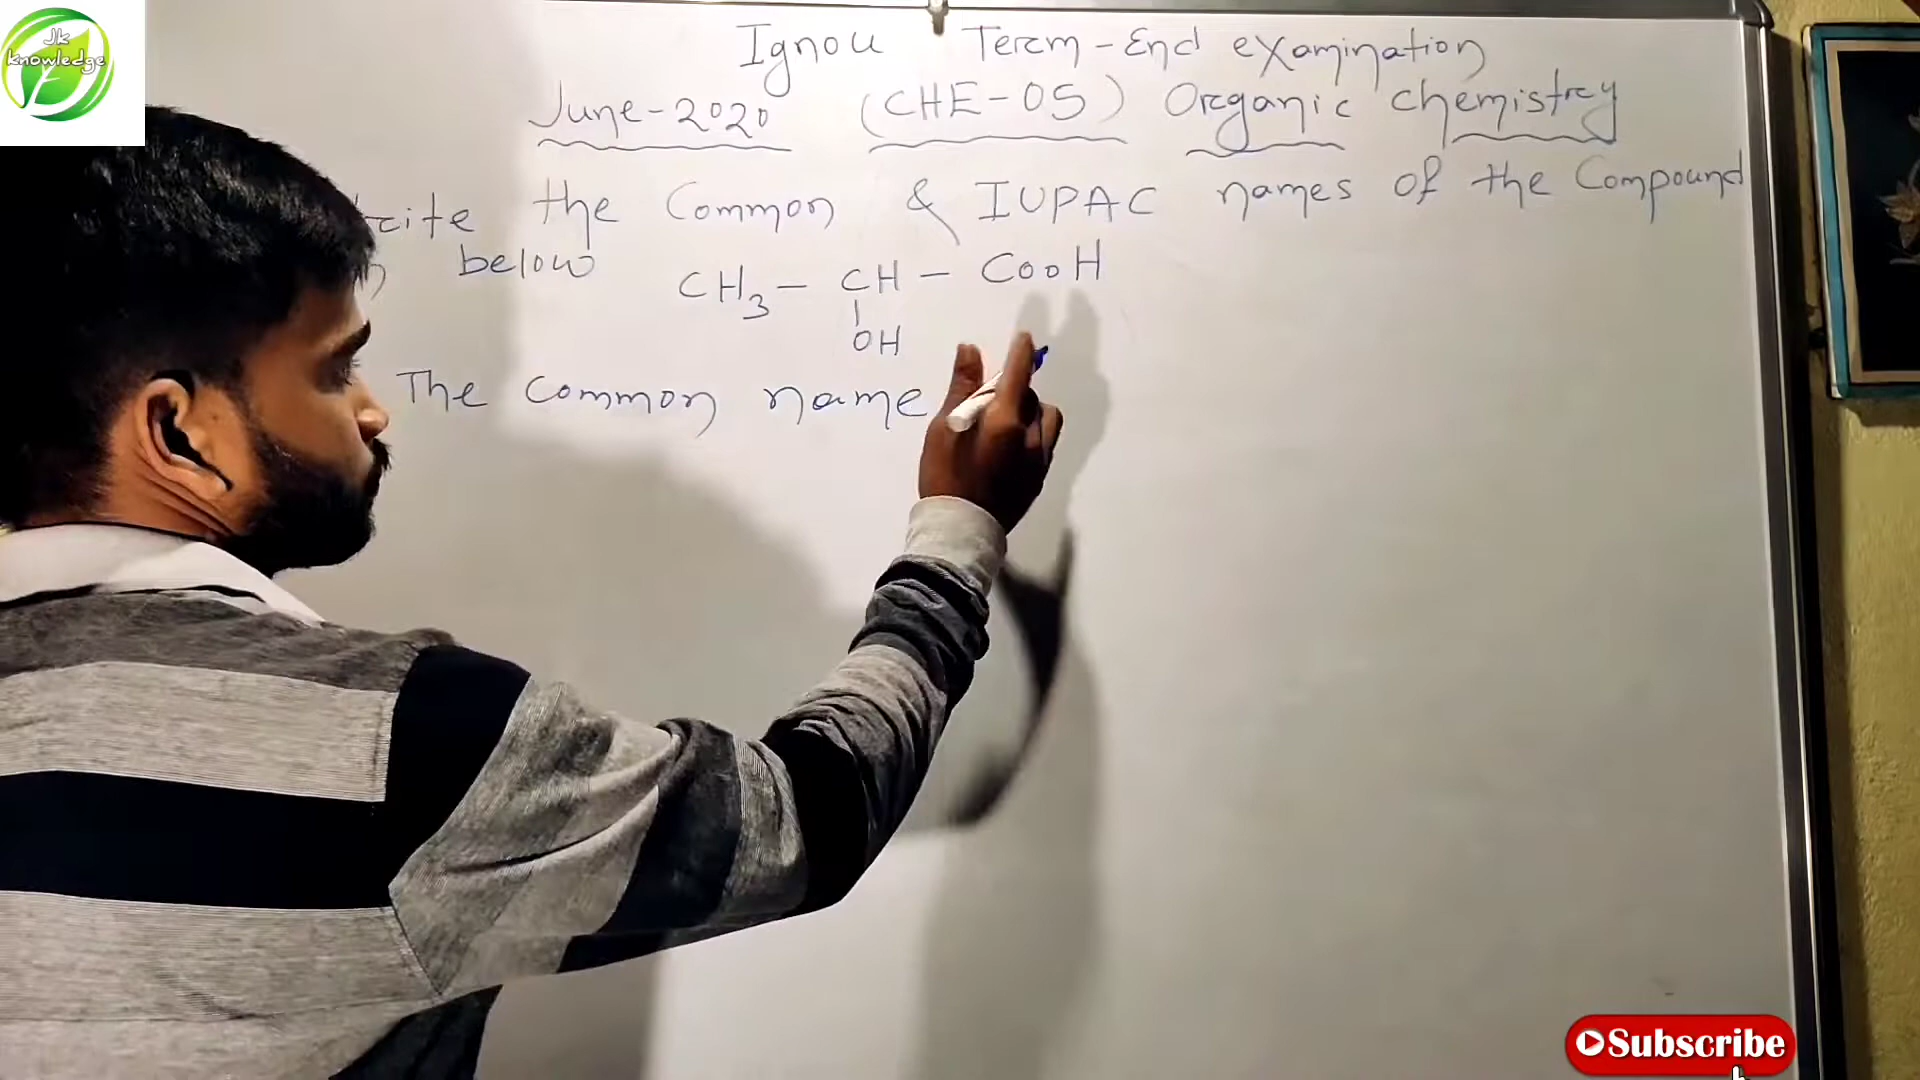 Jk
knowledge
Ignou Term-End examination
June-2020 (CHE-05) Organic chemistry
the Common & IUPAC names of the Compound
below CH3 - CH - COOH
|
OH
The common name
Subscribe